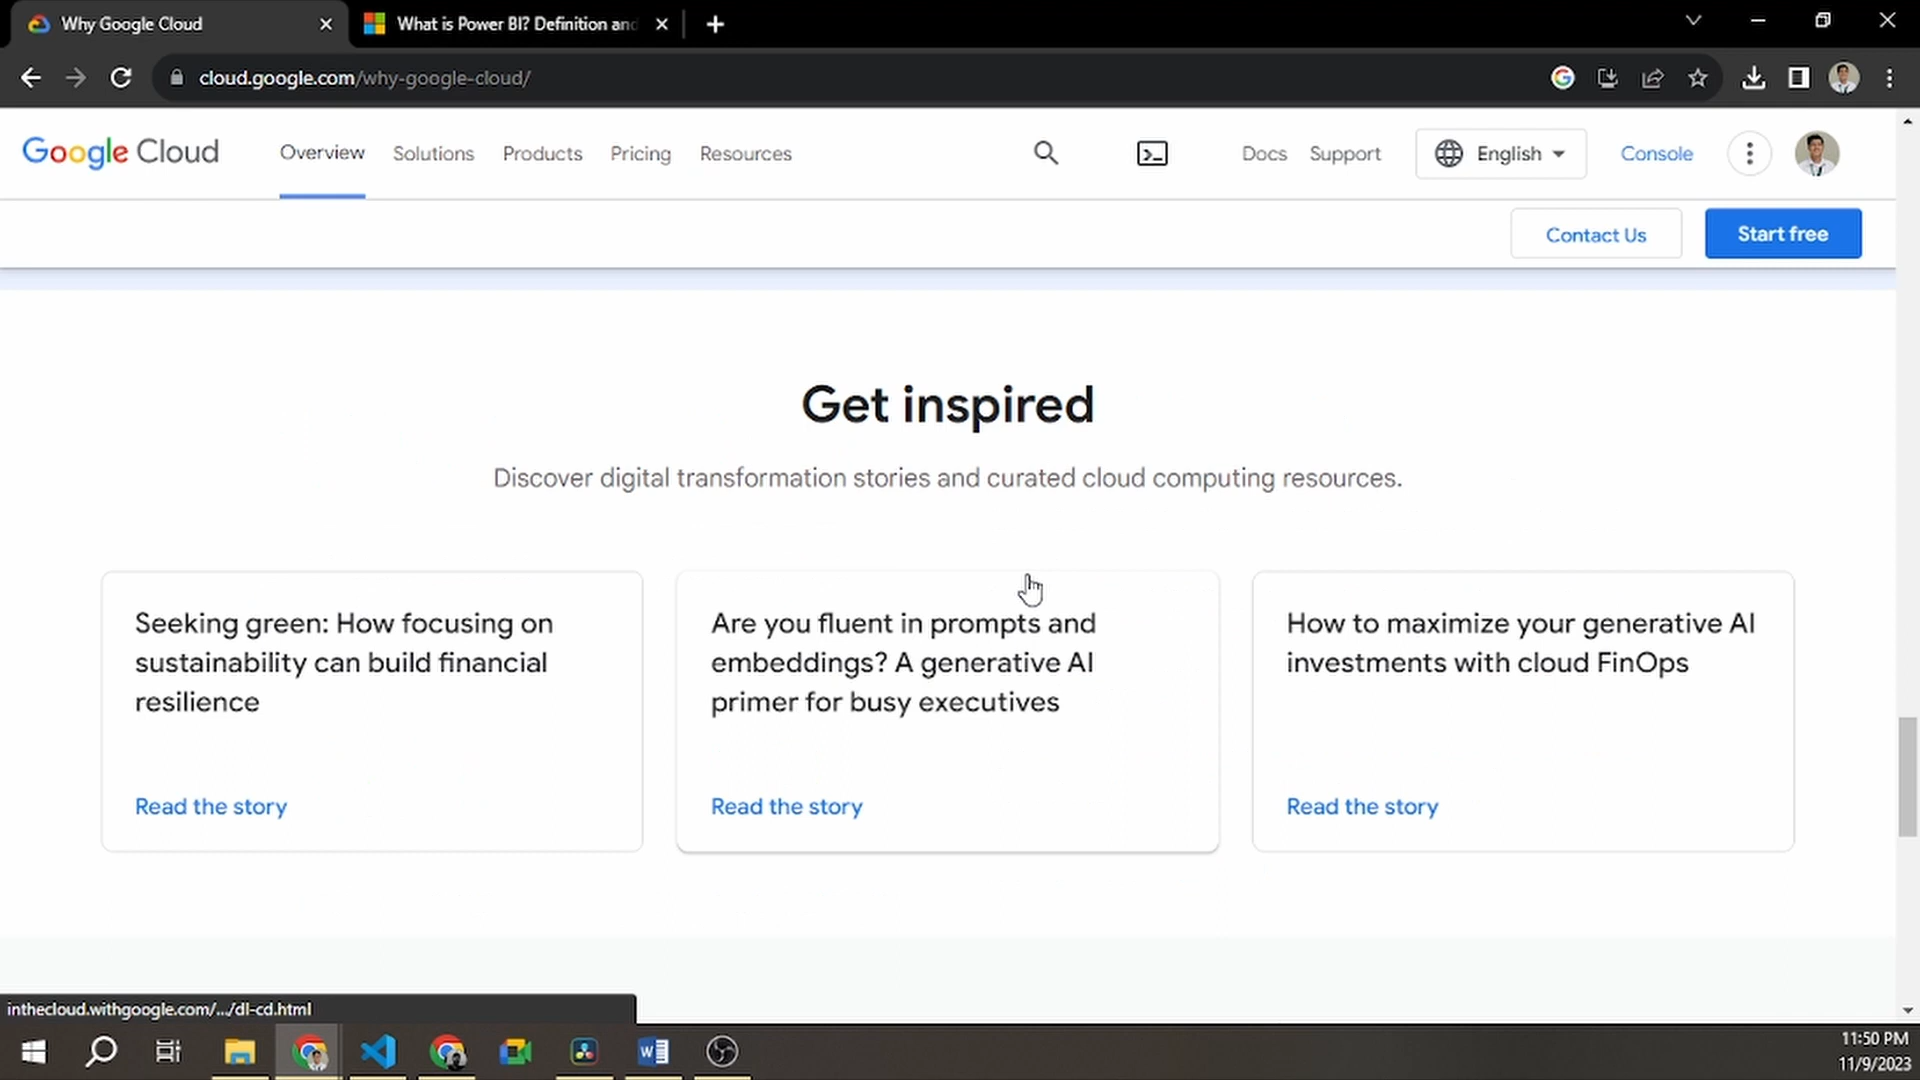 Why Google Cloud
What is Power BI? Definition and
cloud.google.com/why-google-cloud/
Google Cloud
Overview
Solutions
Products
Pricing
Resources
Docs
Support
English
Console
Contact Us
Start free
Get inspired
Discover digital transformation stories and curated cloud computing resources.
Seeking green: How focusing on
sustainability can build financial
resilience
Read the story
Are you fluent in prompts and
embeddings? A generative AI
primer for busy executives
Read the story
How to maximize your generative AI
investments with cloud FinOps
Read the story
inthecloud.withgoogle.com/.../dl-cd.html
11:50 PM
11/9/2023